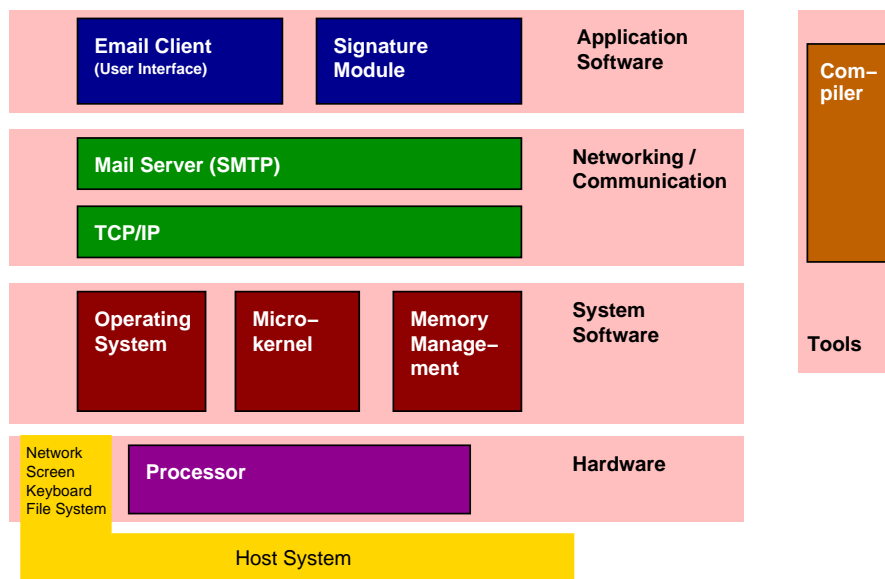 Email Client
(User Interface)
Signature
Module
Application
Software
Com–
piler
Mail Server (SMTP)
Networking /
Communication
TCP/IP
Operating
System
Micro–
kernel
Memory
Manage–
ment
System
Software
Tools
Network
Screen
Keyboard
File System
Processor
Hardware
Host System